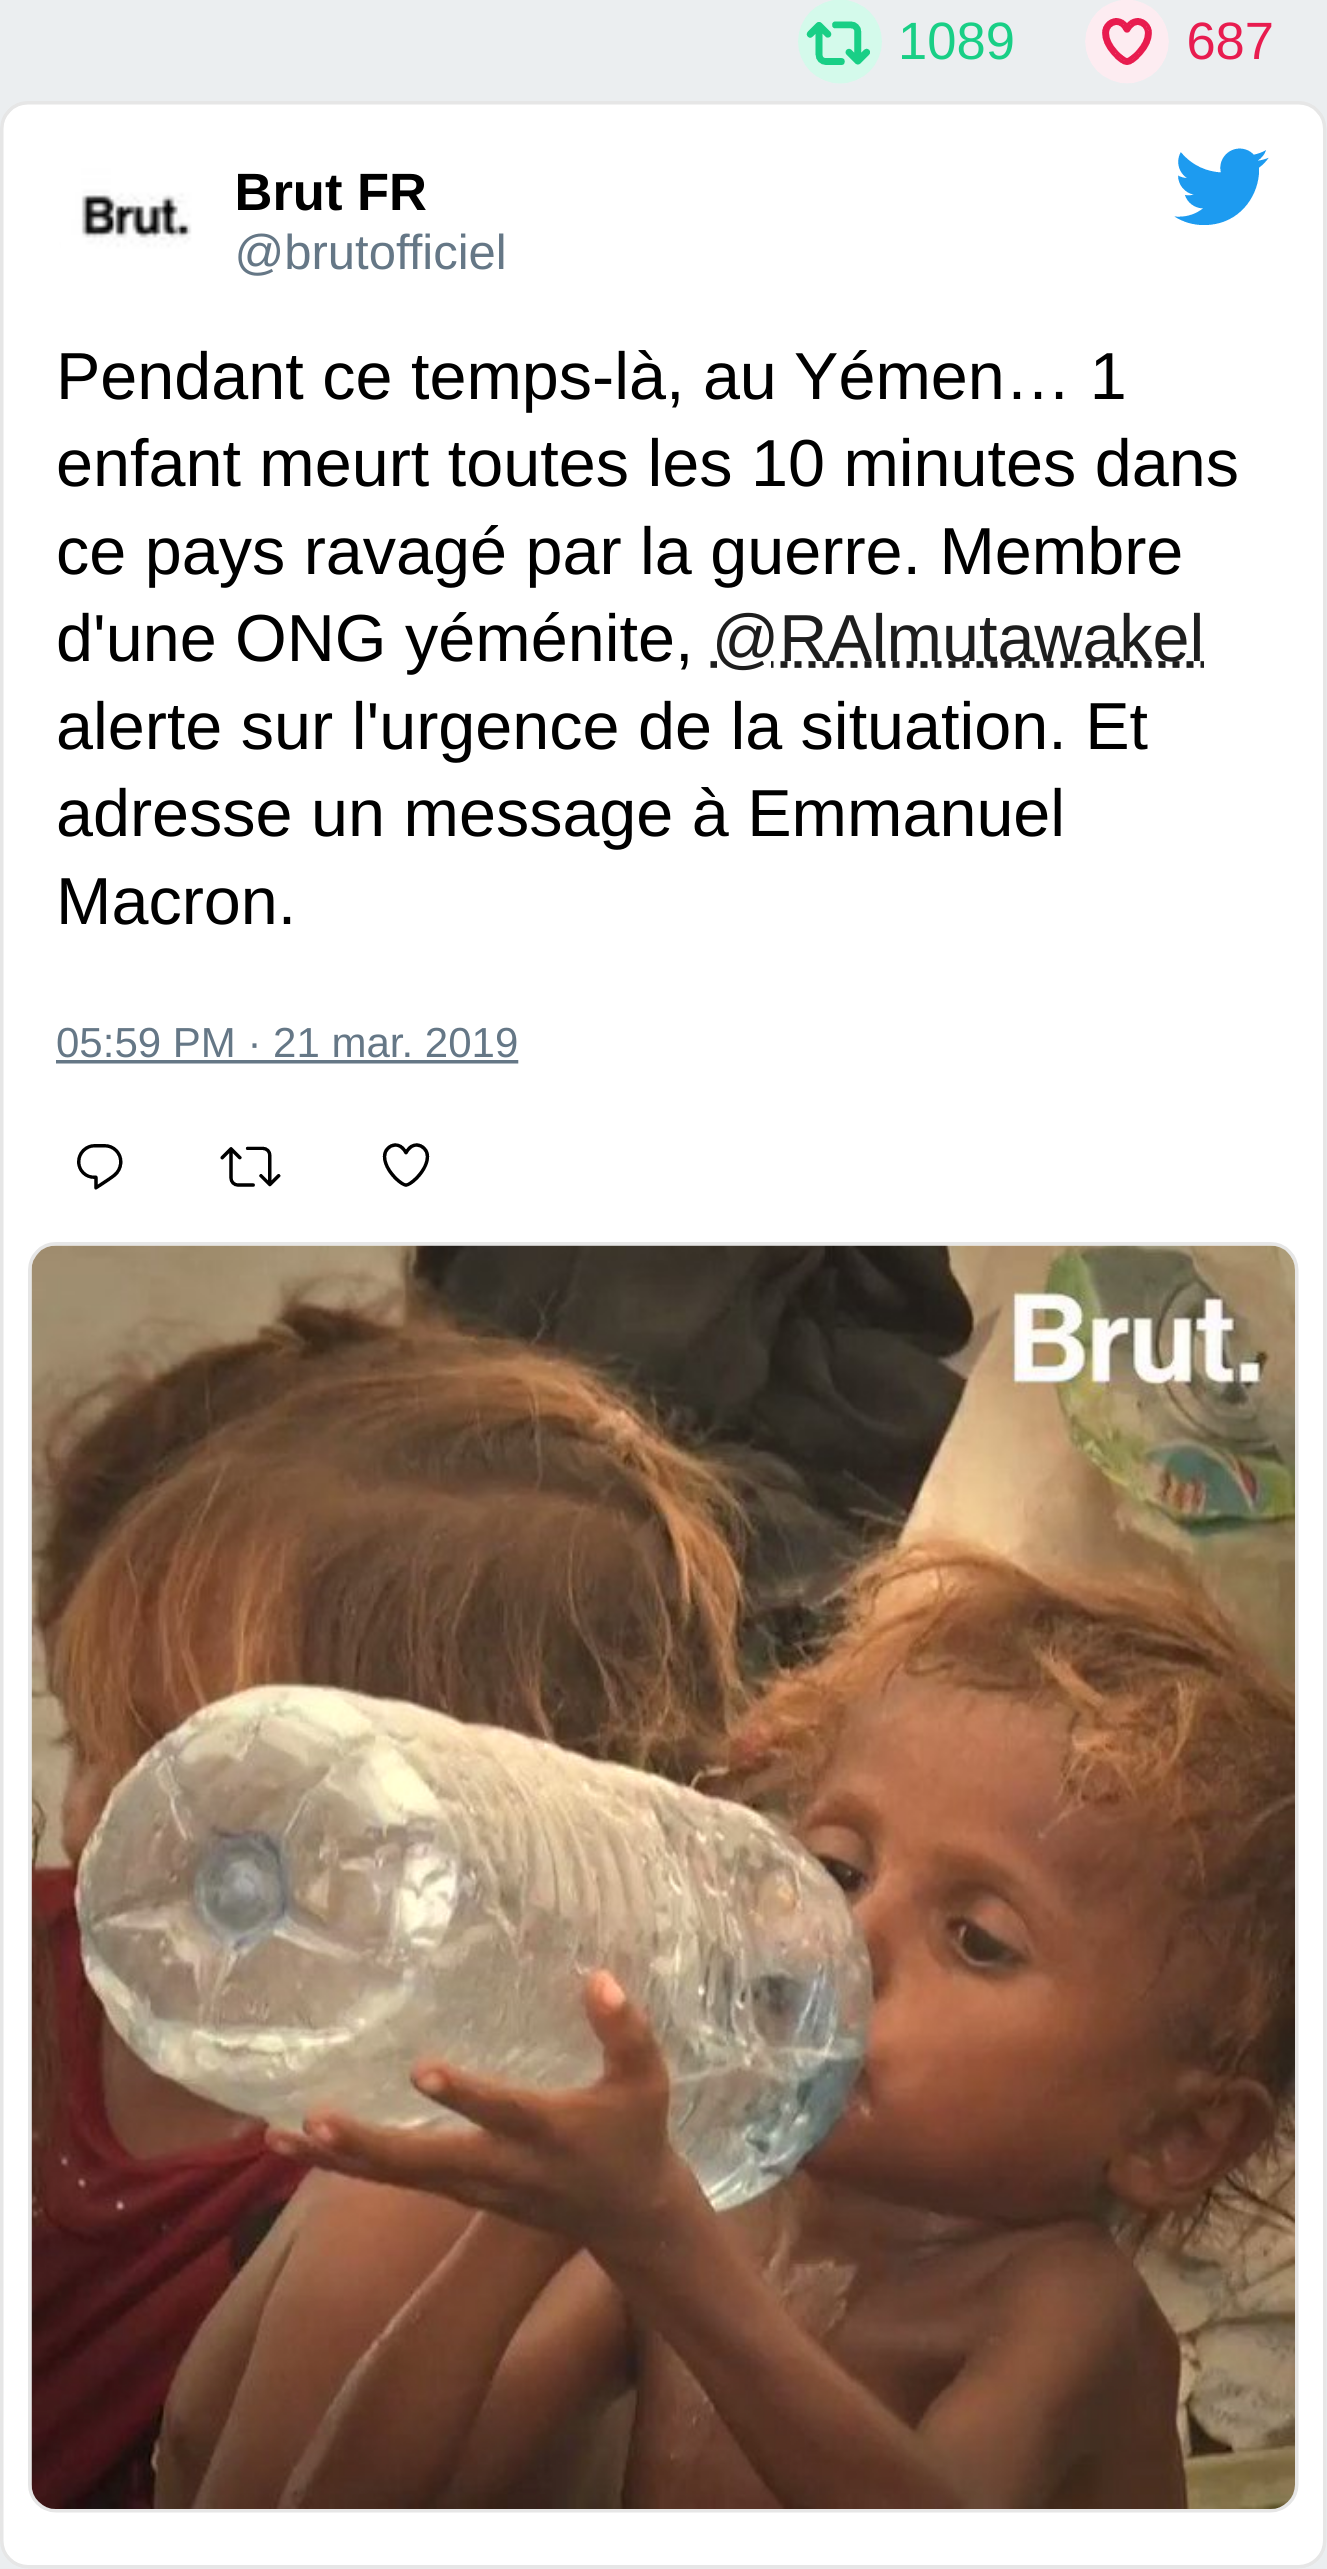 1089 687
Brut.
Brut FR
@brutofficiel
Pendant ce temps-là, au Yémen… 1
enfant meurt toutes les 10 minutes dans
ce pays ravagé par la guerre. Membre
d'une ONG yéménite, @RAlmutawakel
alerte sur l'urgence de la situation. Et
adresse un message à Emmanuel
Macron.
05:59 PM · 21 mar. 2019
Brut.